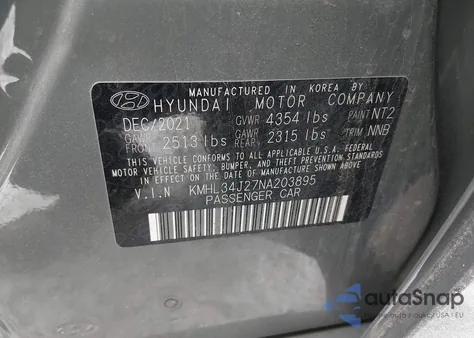 MANUFACTURED IN KOREA BY
HYUNDAI MOTOR COMPANY
DEC/2021 GVWR 4354 lbs PAINT NT2
GAWR FRONT 2513 lbs GAWR REAR 2315 lbs TRIM NNB
THIS VEHICLE CONFORMS TO ALL APPLICABLE U.S.A. FEDERAL
MOTOR VEHICLE SAFETY, BUMPER, AND THEFT PREVENTION STANDARDS
IN EFFECT ON THE DATE OF MANUFACTURE SHOWN ABOVE.
V.I.N KMHL34J27NA203895
PASSENGER CAR
autoSnap